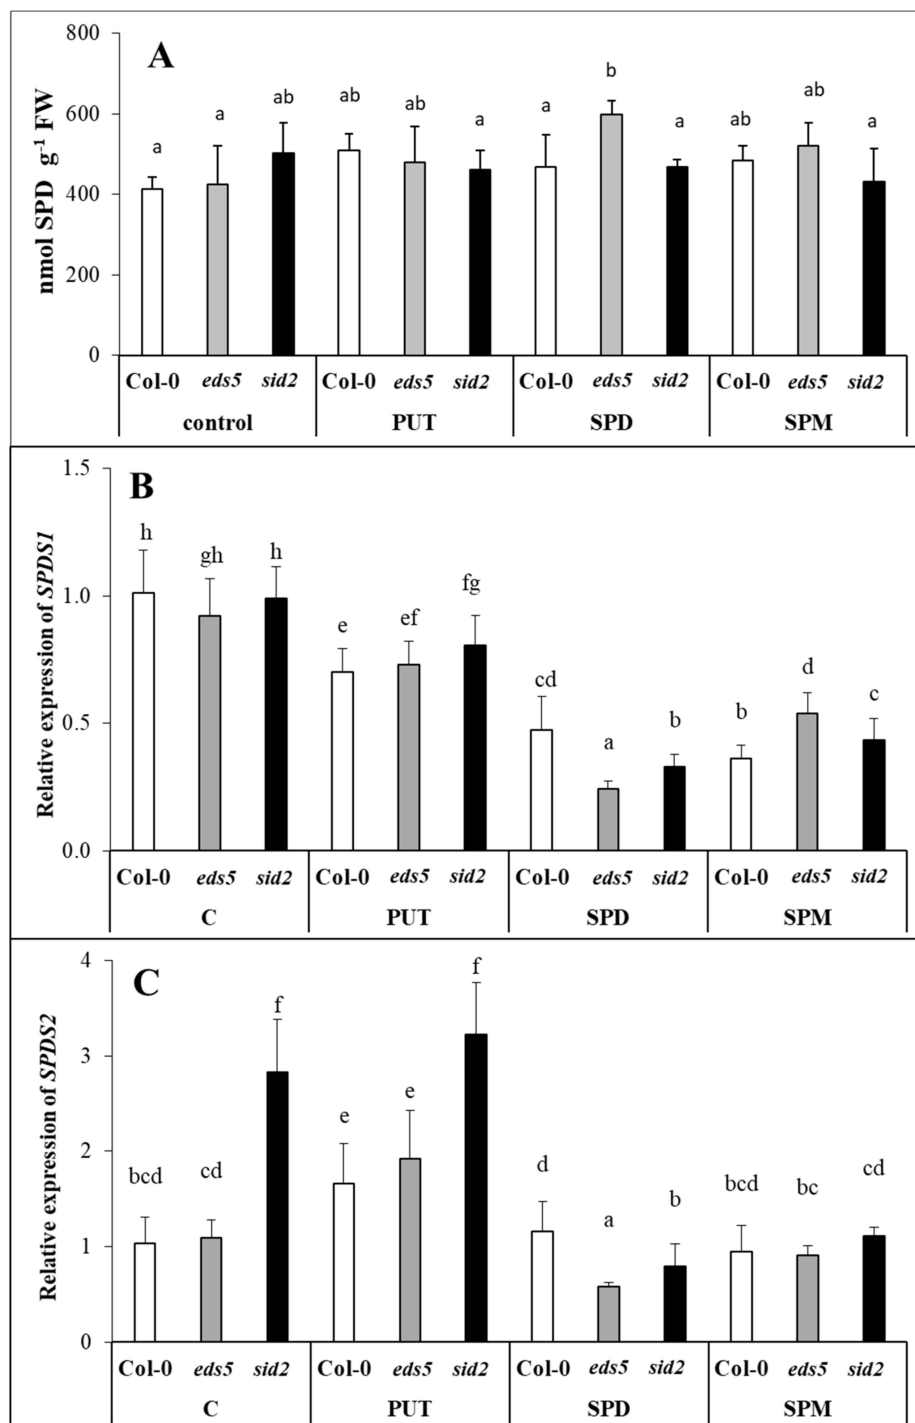 A
nmol SPD g-1 FW
800
600
400
200
0
a a ab ab ab a a b a ab ab a
Col-0 eds5 sid2 Col-0 eds5 sid2 Col-0 eds5 sid2 Col-0 eds5 sid2
control PUT SPD SPM
B
Relative expression of SPDS1
1.5
1.0
0.5
0.0
h gh h e ef fg cd a b b d c
Col-0 eds5 sid2 Col-0 eds5 sid2 Col-0 eds5 sid2 Col-0 eds5 sid2
C PUT SPD SPM
C
Relative expression of SPDS2
4
3
2
1
0
bcd cd f e e f d a b bcd bc cd
Col-0 eds5 sid2 Col-0 eds5 sid2 Col-0 eds5 sid2 Col-0 eds5 sid2
C PUT SPD SPM